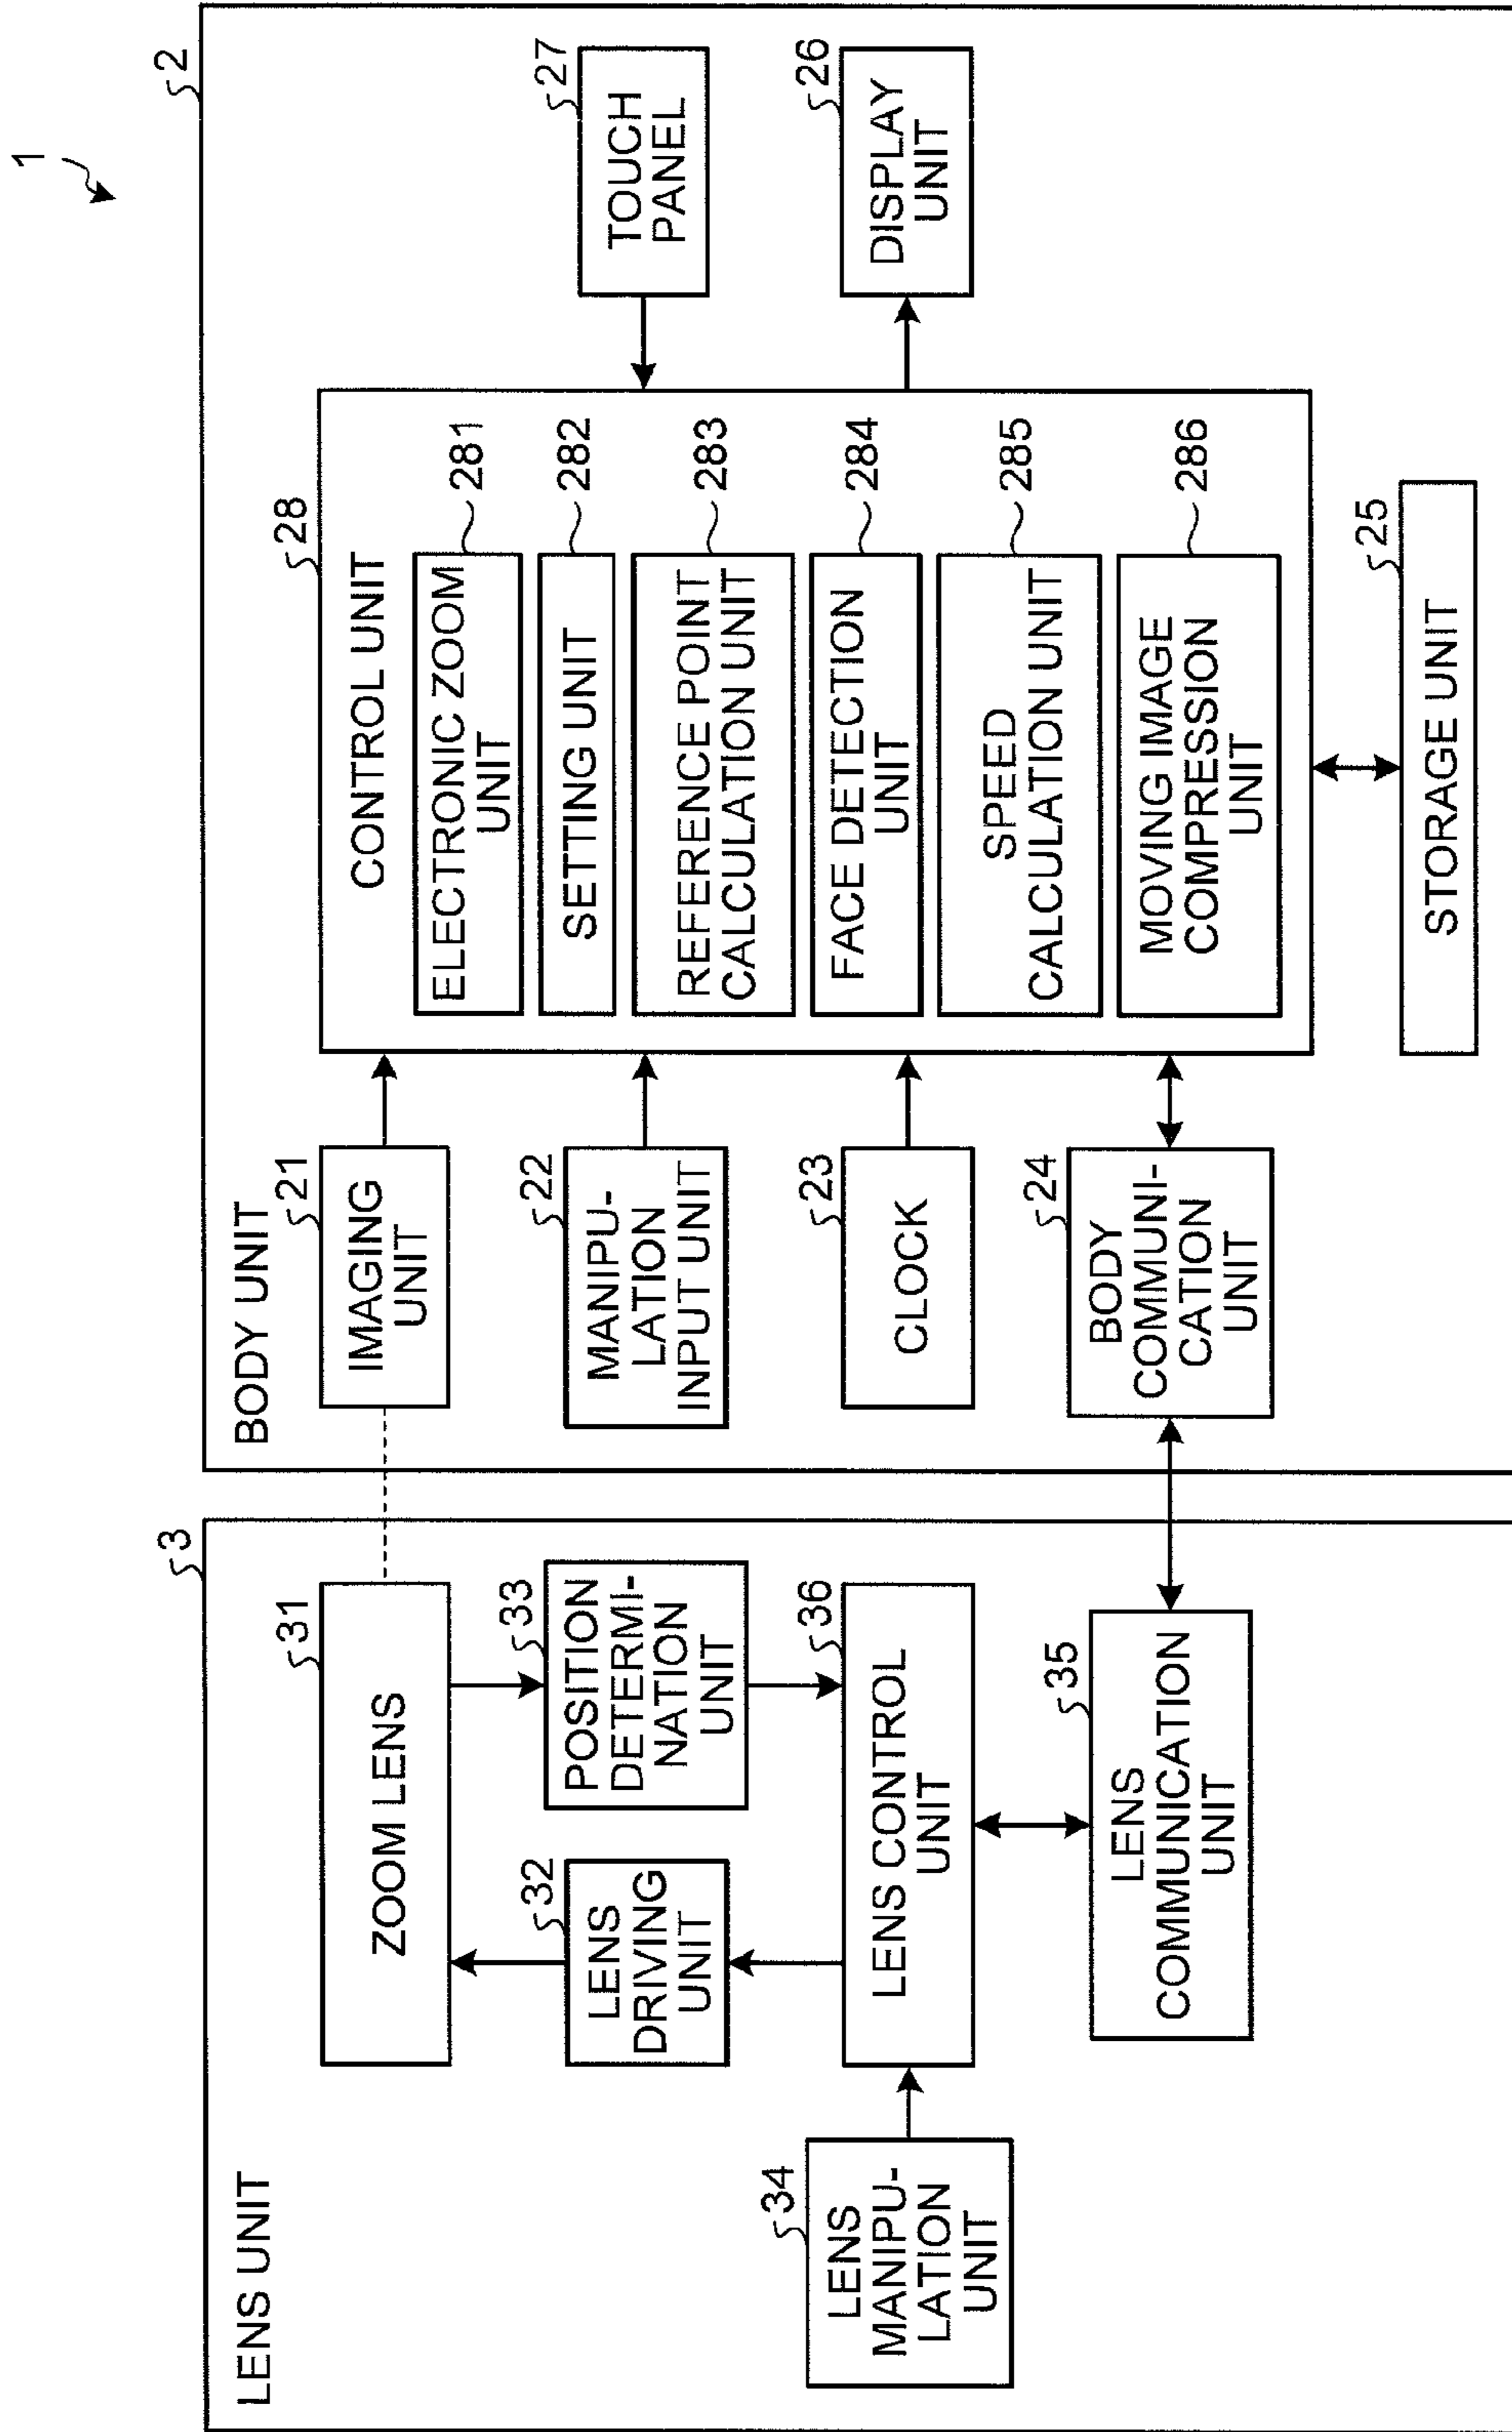 1
2
BODY UNIT
21
IMAGING
UNIT
22
MANIPU-
LATION
INPUT UNIT
23
CLOCK
24
BODY
COMMUNI-
CATION
UNIT
28
CONTROL UNIT
ELECTRONIC ZOOM
UNIT
281
SETTING UNIT
282
REFERENCE POINT
CALCULATION UNIT
283
FACE DETECTION
UNIT
284
SPEED
CALCULATION UNIT
285
MOVING IMAGE
COMPRESSION
UNIT
286
25
STORAGE UNIT
27
TOUCH
PANEL
26
DISPLAY
UNIT
3
LENS UNIT
31
ZOOM LENS
32
LENS
DRIVING
UNIT
33
POSITION
DETERMI-
NATION
UNIT
36
LENS CONTROL
UNIT
34
LENS
MANIPU-
LATION
UNIT
35
LENS
COMMUNICATION
UNIT